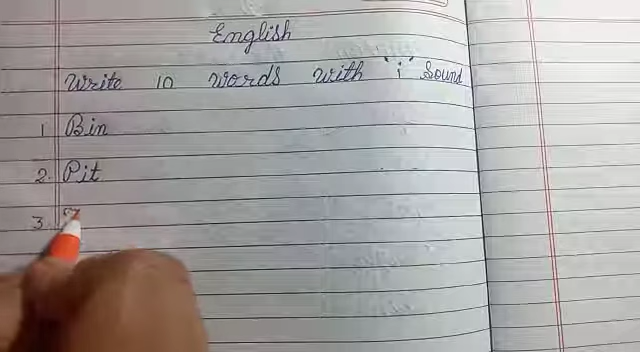 English
Write 10 words with "i" Sound
1 Bin
2. Pit
3.